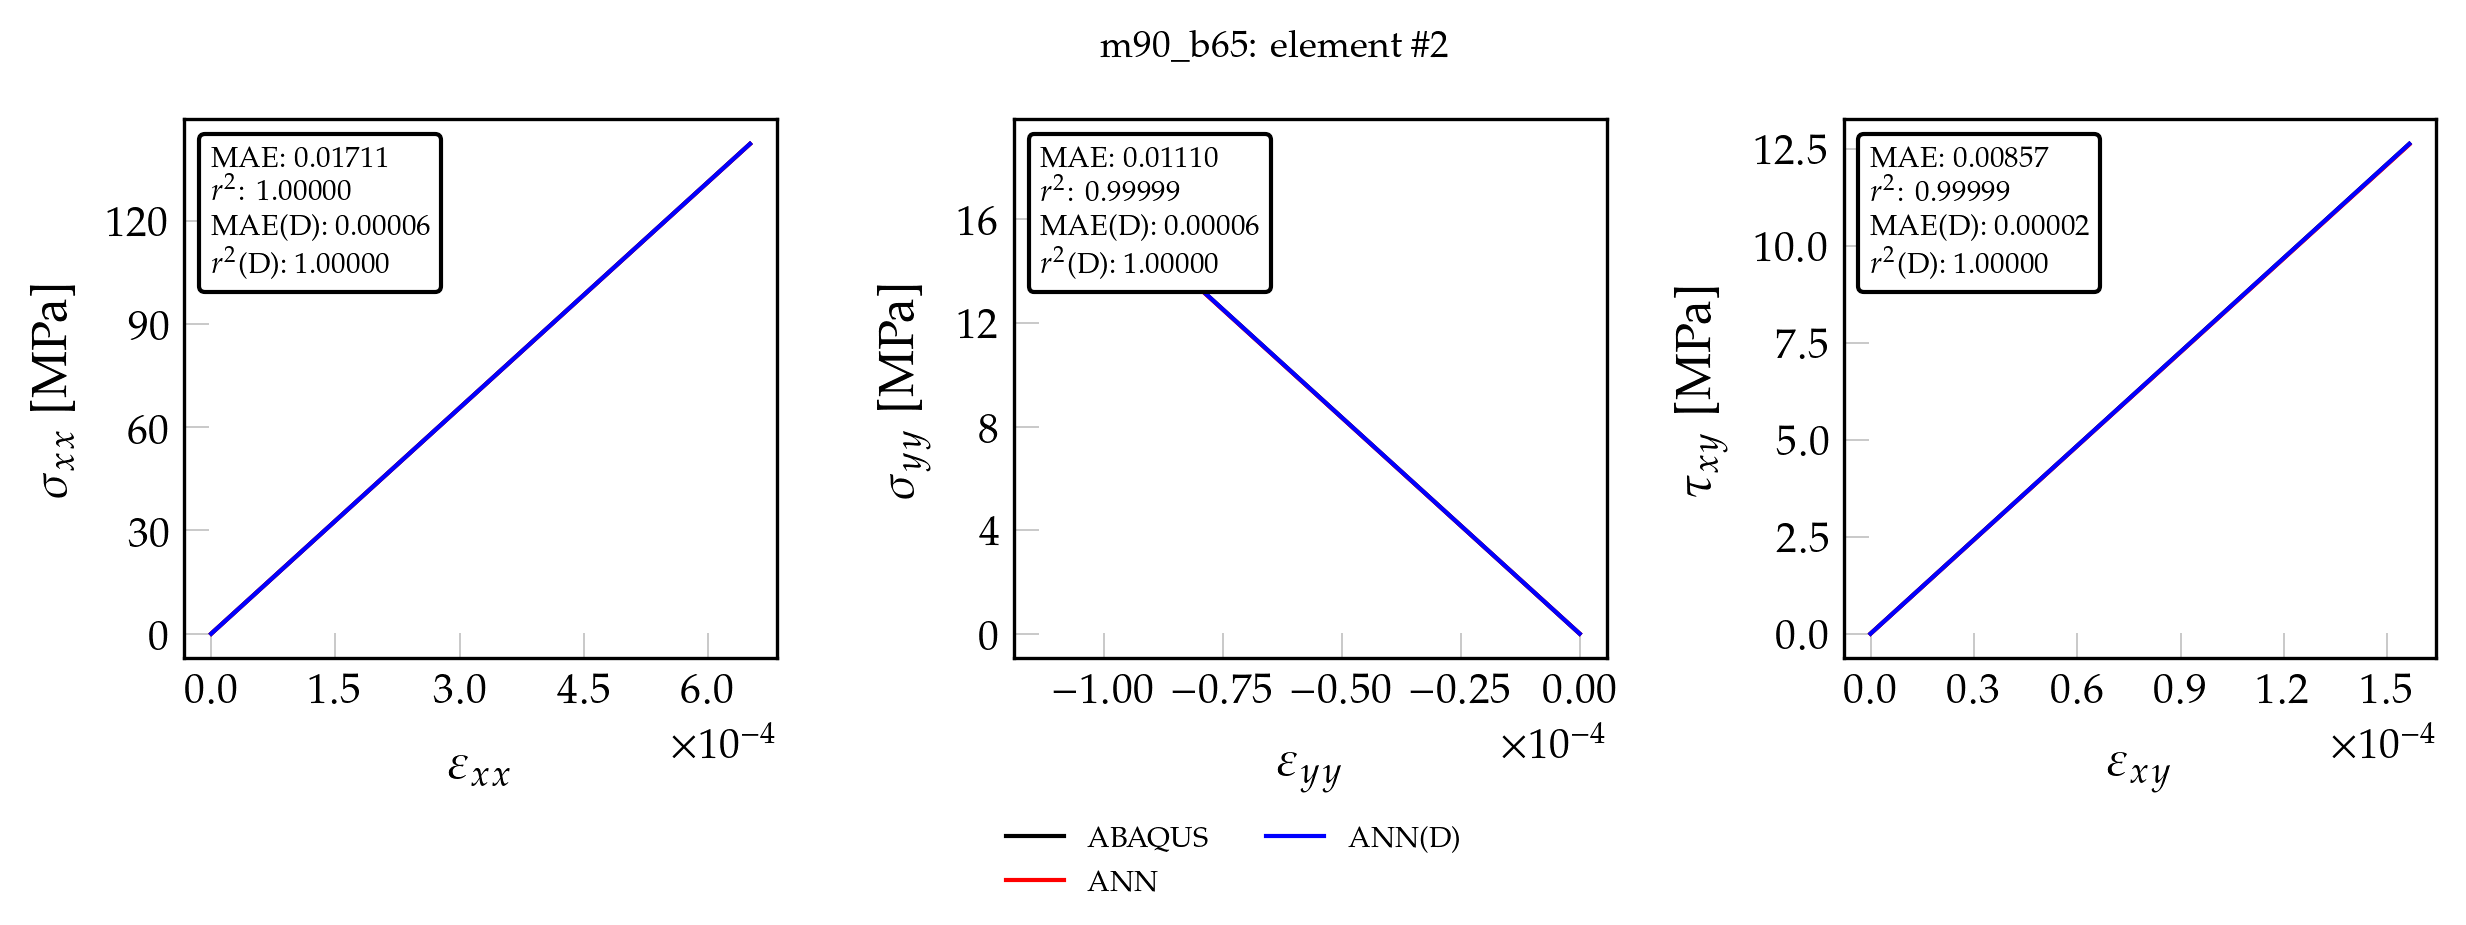 m90_b65: element #2
MAE: 0.01711
r²: 1.00000
MAE(D): 0.00006
r²(D): 1.00000
σxx [MPa]
120
90
60
30
0
0.0 1.5 3.0 4.5 6.0
×10⁻⁴
εxx
MAE: 0.01110
r²: 0.99999
MAE(D): 0.00006
r²(D): 1.00000
σyy [MPa]
16
12
8
4
0
−1.00 −0.75 −0.50 −0.25 0.00
×10⁻⁴
εyy
MAE: 0.00857
r²: 0.99999
MAE(D): 0.00002
r²(D): 1.00000
τxy [MPa]
12.5
10.0
7.5
5.0
2.5
0.0
0.0 0.3 0.6 0.9 1.2 1.5
×10⁻⁴
εxy
ABAQUS ANN(D)
ANN